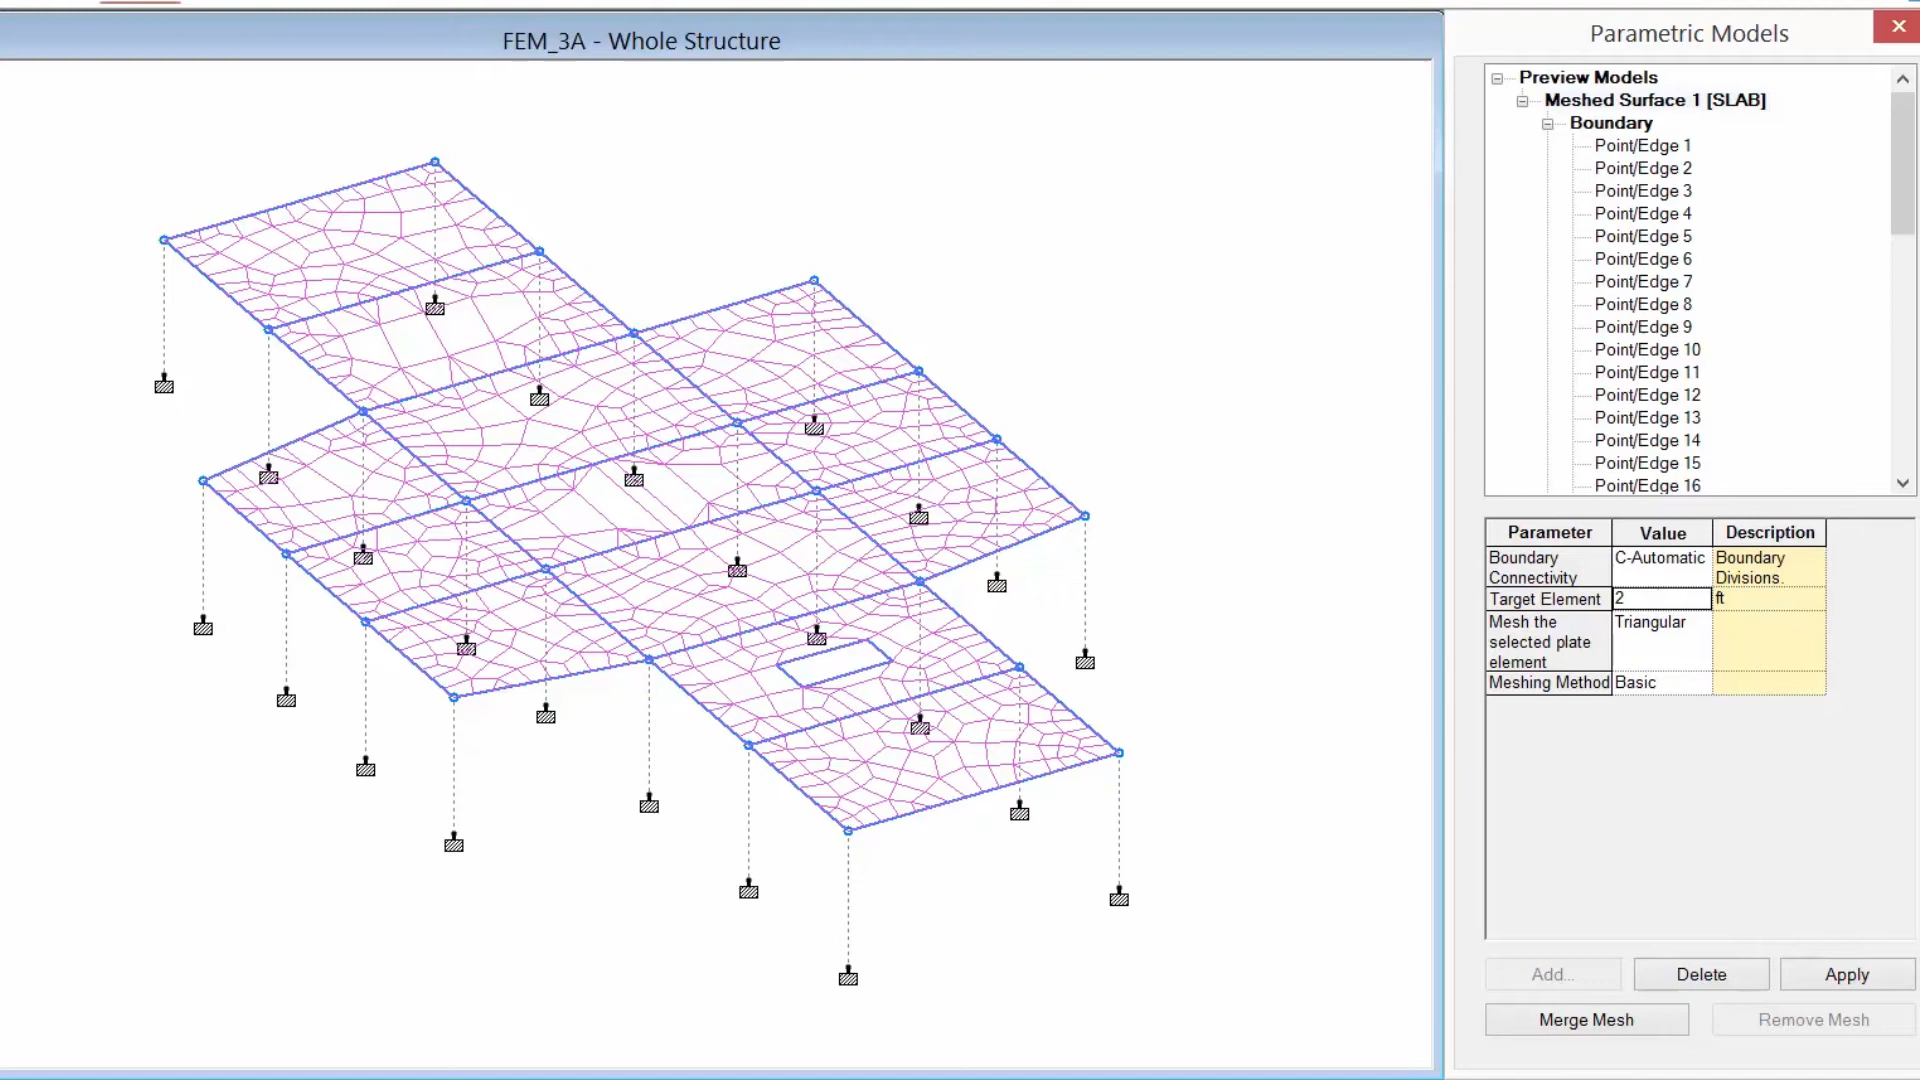 FEM_3A - Whole Structure
Parametric Models
Preview Models
Meshed Surface 1 [SLAB]
Boundary
Point/Edge 1
Point/Edge 2
Point/Edge 3
Point/Edge 4
Point/Edge 5
Point/Edge 6
Point/Edge 7
Point/Edge 8
Point/Edge 9
Point/Edge 10
Point/Edge 11
Point/Edge 12
Point/Edge 13
Point/Edge 14
Point/Edge 15
Point/Edge 16
Parameter Value Description
Boundary C-Automatic Boundary
Connectivity Divisions.
Target Element 2 ft
Mesh the Triangular
selected plate
element
Meshing Method Basic
Add... Delete Apply
Merge Mesh Remove Mesh